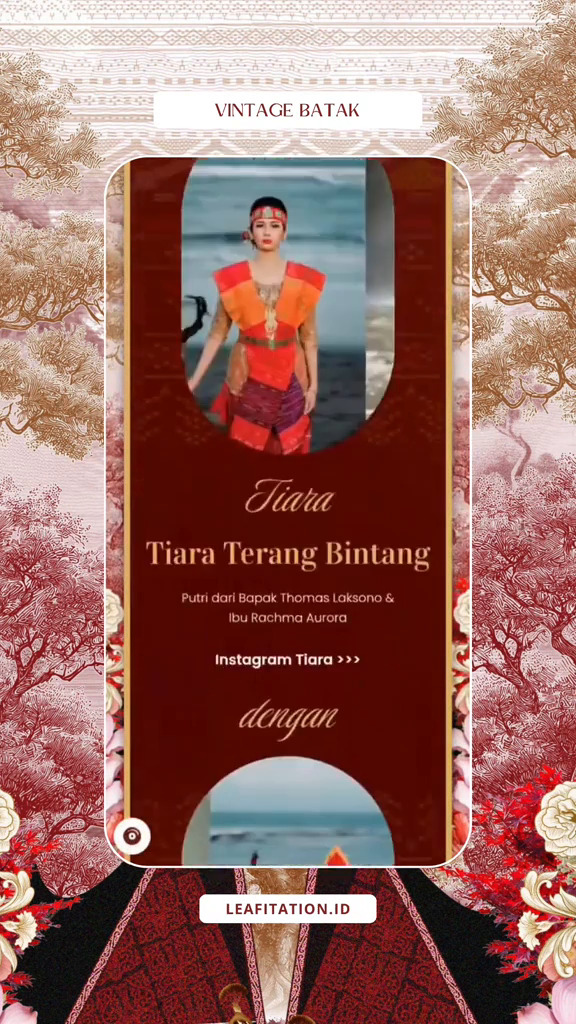 VINTAGE BATAK
Tiara
Tiara Terang Bintang
Putri dari Bapak Thomas Laksono &
Ibu Rachma Aurora
Instagram Tiara >>>
dengan
LEAFITATION.ID